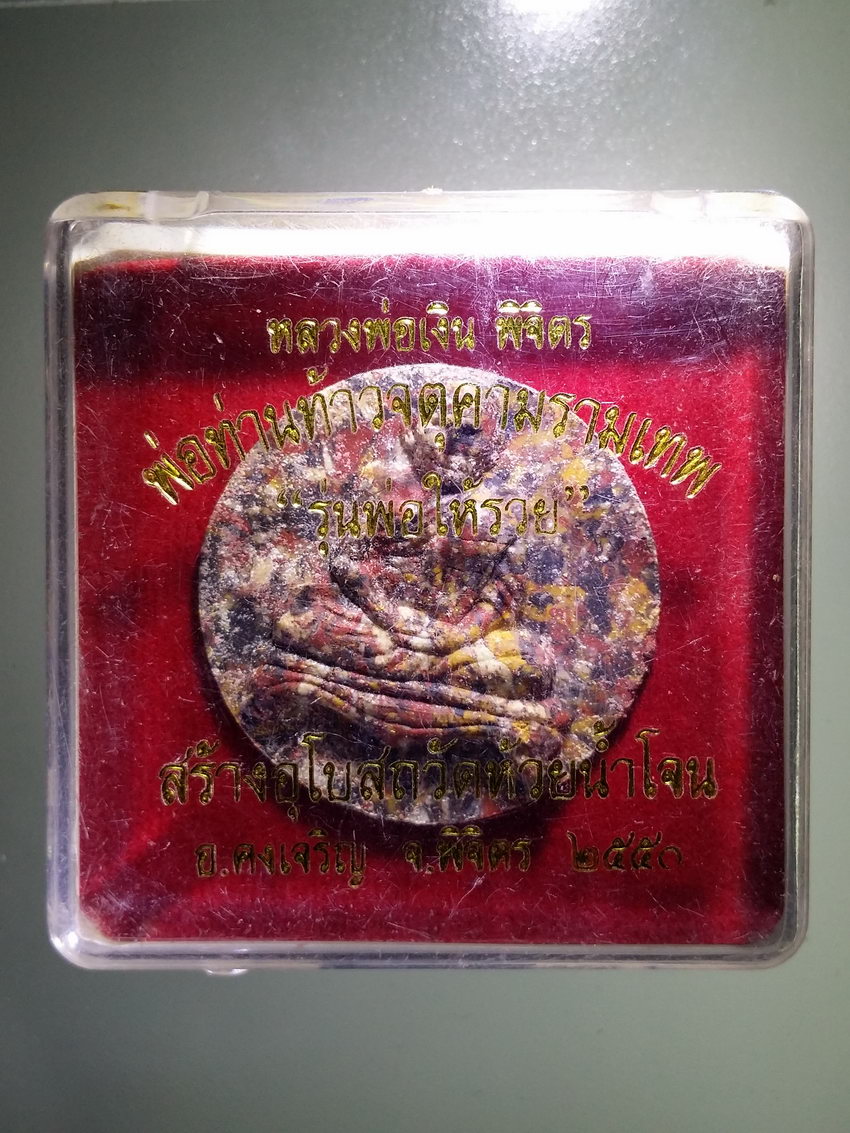 หลวงพ่อเงิน พิจิตร
พ่อท่านท้าวจตุคามรามเทพ
“รุ่นพ่อให้รวย”
สร้างอุโบสถวัดห้วยน้ำโจน
อ.คงเจริญ จ.พิจิตร ๒๕๕๐